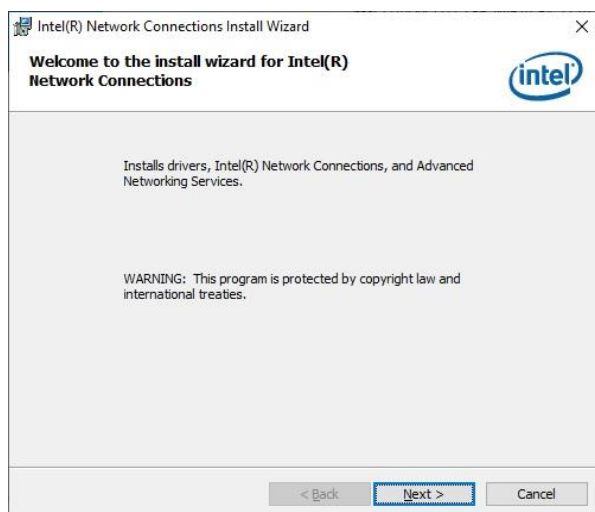 Intel(R) Network Connections Install Wizard
Welcome to the install wizard for Intel(R)
Network Connections
intel
Installs drivers, Intel(R) Network Connections, and Advanced
Networking Services.
WARNING: This program is protected by copyright law and
international treaties.
< Back
Next >
Cancel